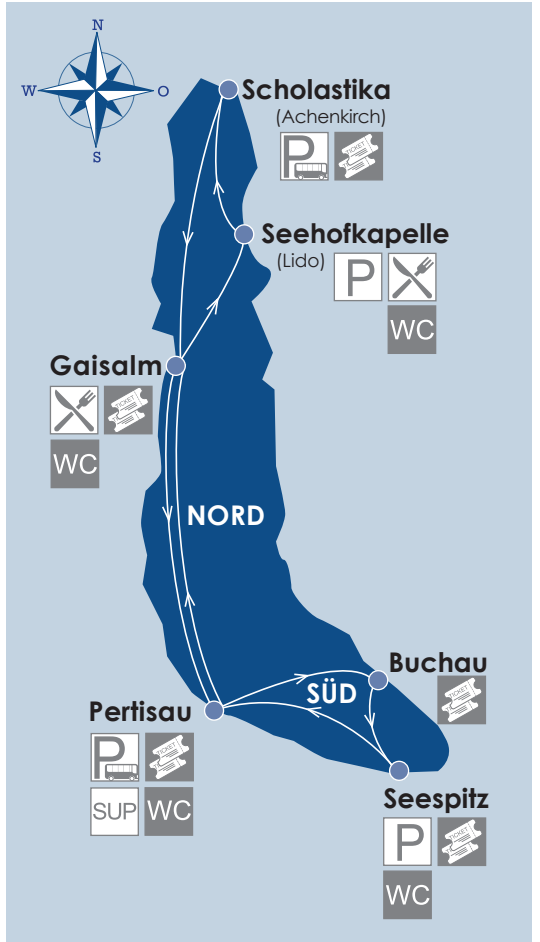 N
W
O
S
Scholastika
(Achenkirch)
P
TICKET
Seehofkapelle
(Lido)
P
WC
Gaisalm
TICKET
WC
NORD
Buchau
TICKET
SÜD
Pertisau
P
TICKET
SUP
WC
Seespitz
P
TICKET
WC